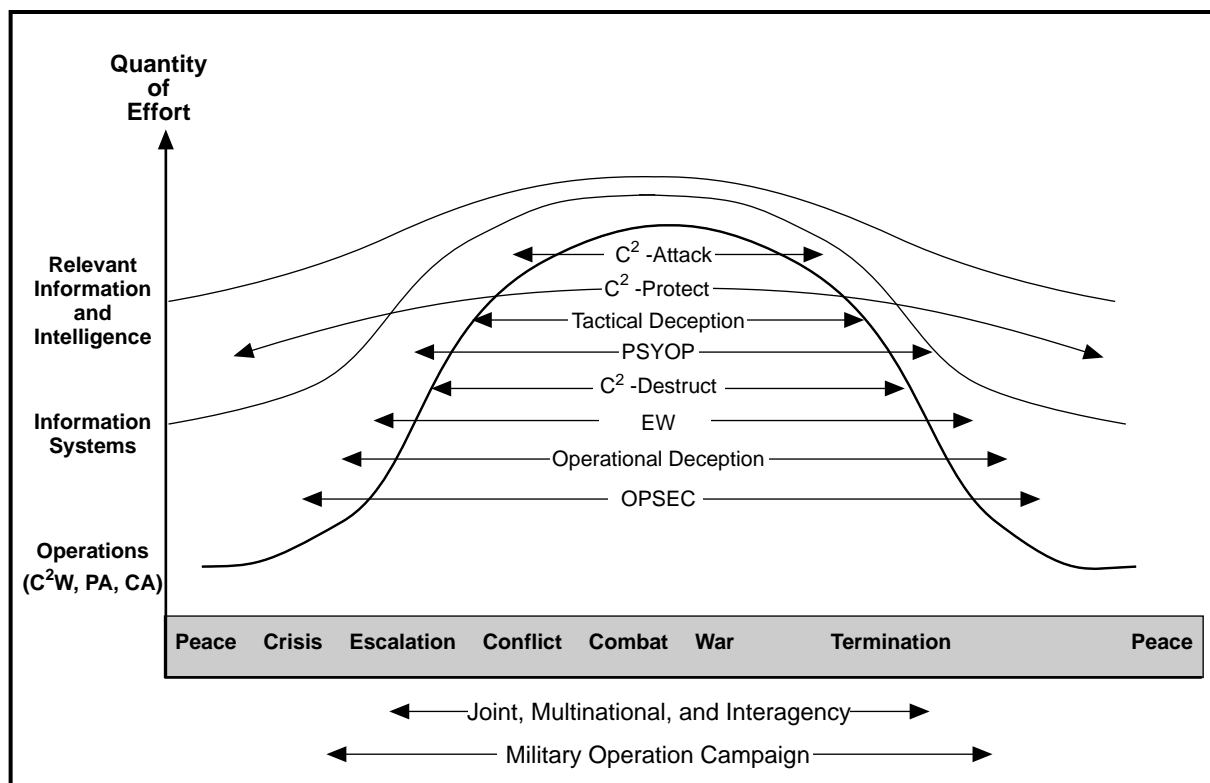 Quantity
of
Effort
Relevant
Information
and
Intelligence
Information
Systems
Operations
(C²W, PA, CA)
C² -Attack
C² -Protect
Tactical Deception
PSYOP
C² -Destruct
EW
Operational Deception
OPSEC
Peace Crisis Escalation Conflict Combat War Termination Peace
Joint, Multinational, and Interagency
Military Operation Campaign